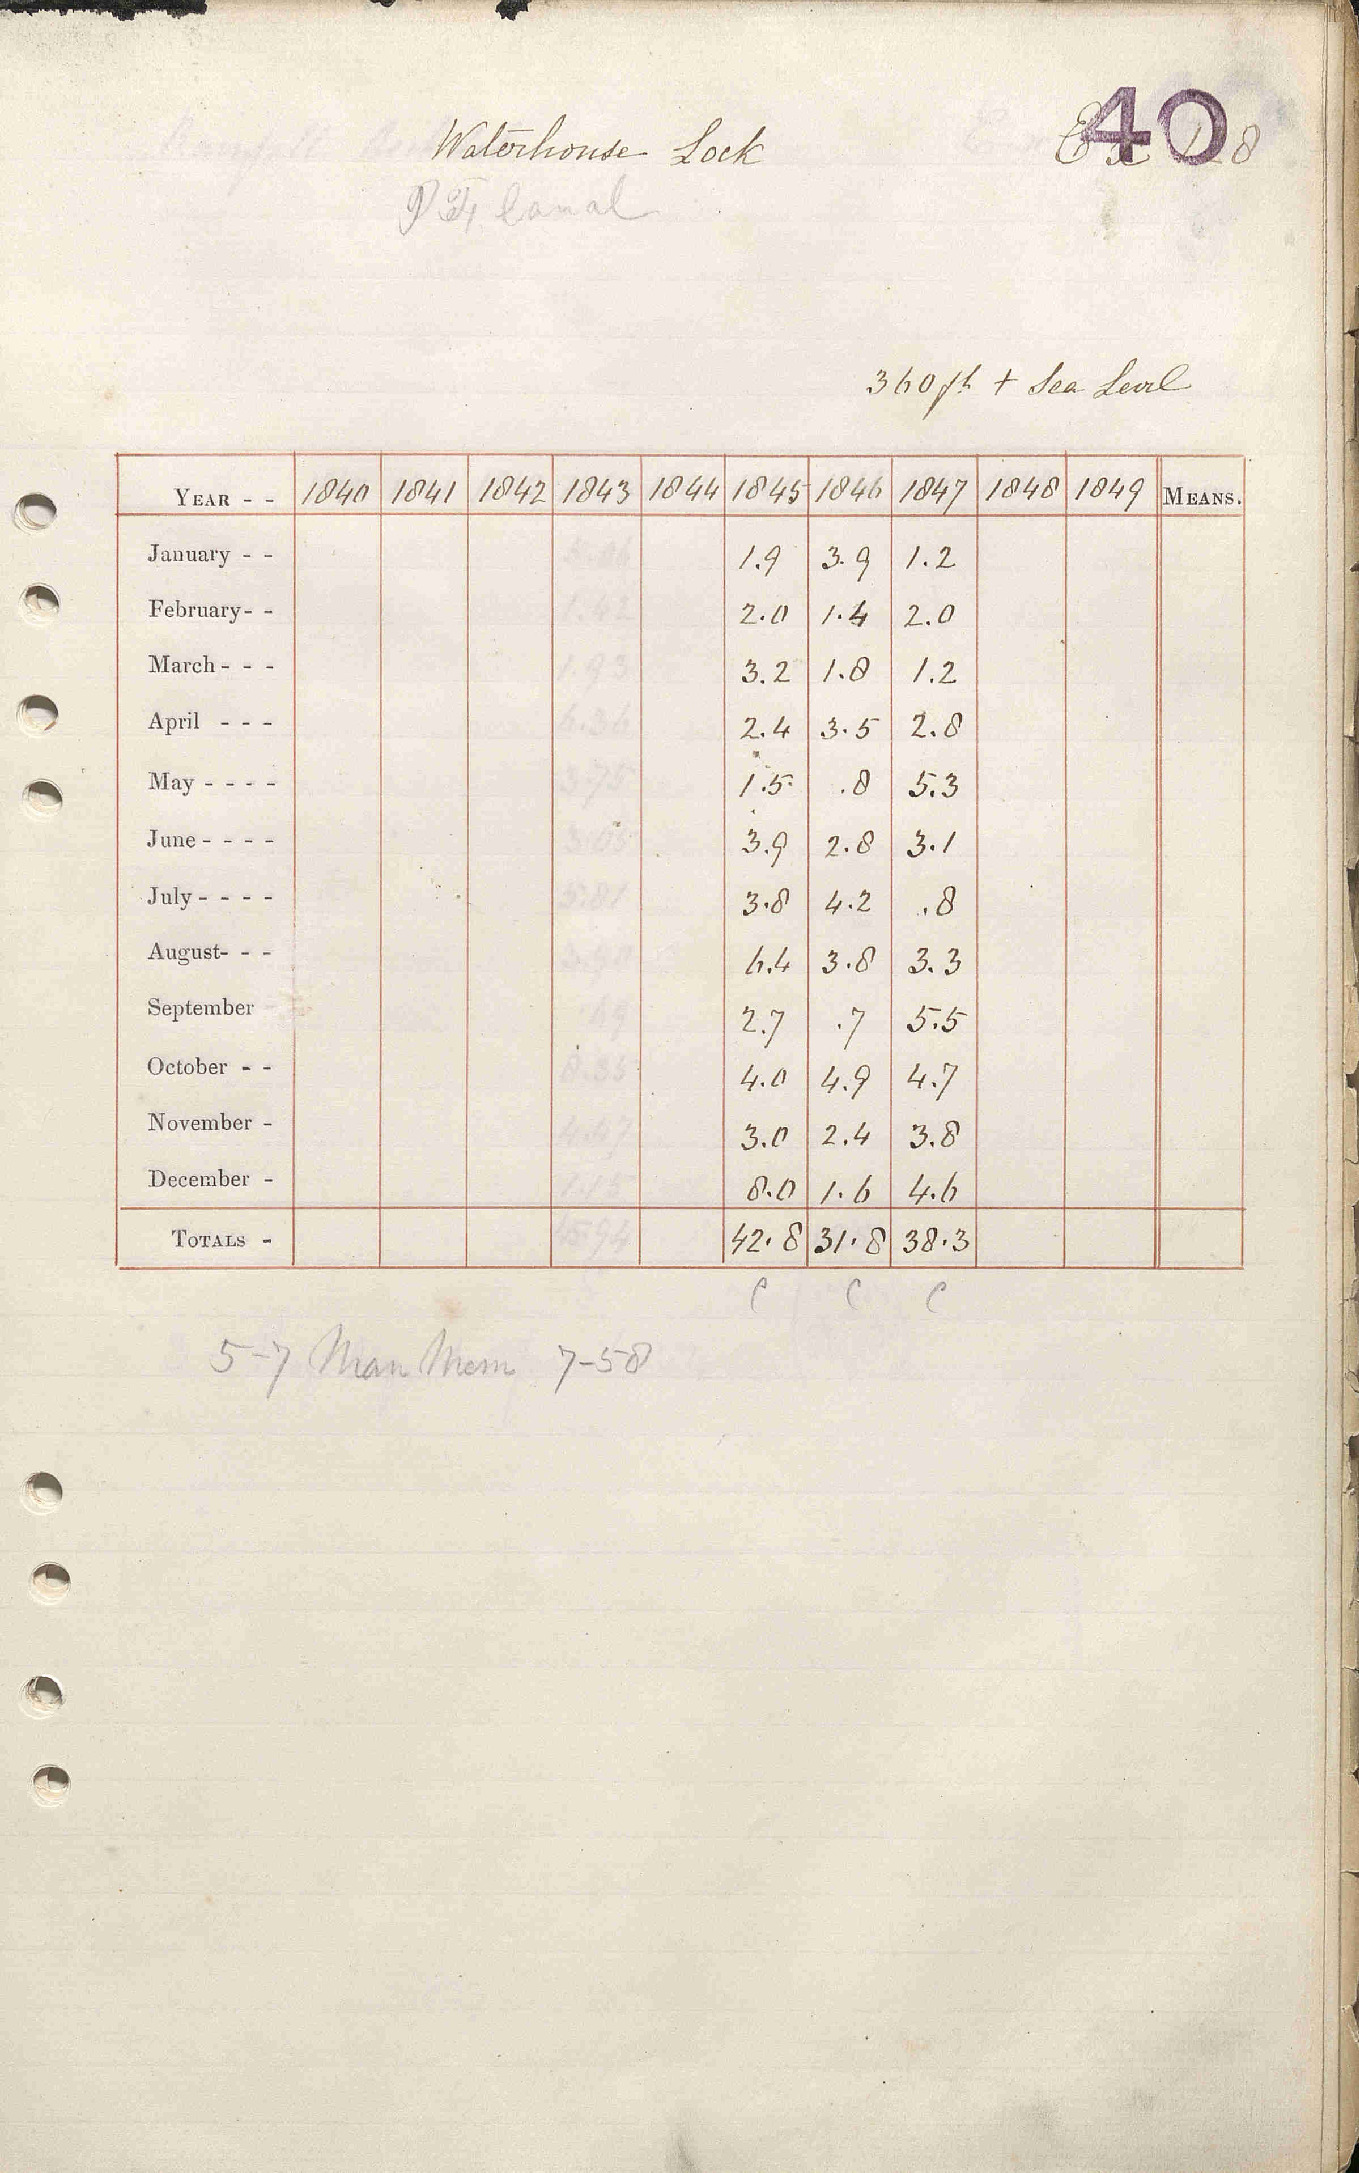 40
Waterhouse Lock
P. F. Canal
360 ft + Sea Level
YEAR - - 1840 1841 1842 1843 1844 1845 1846 1847 1848 1849 MEANS.
January - - 1.9 3.9 1.2
February - - 2.0 1.4 2.0
March - - - 3.2 1.8 1.2
April - - - 2.4 3.5 2.8
May - - - - 1.5 .8 5.3
June - - - - 3.9 2.8 3.1
July - - - - 3.8 4.2 .8
August - - - 6.4 3.8 3.3
September - 2.7 .7 5.5
October - - 4.0 4.9 4.7
November - 3.0 2.4 3.8
December - 8.0 1.6 4.6
TOTALS - 42.8 31.8 38.3
C C C
5-7 Man Mem 7-58